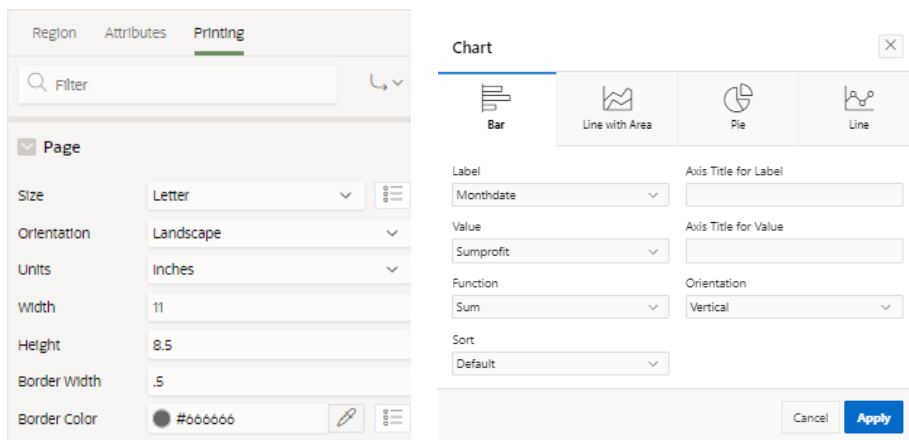 Region Attributes Printing
Filter
Page
Size Letter
Orientation Landscape
Units Inches
Width 11
Height 8.5
Border Width .5
Border Color #666666
Chart
Bar Line with Area Pie Line
Label Axis Title for Label
Monthdate
Value Axis Title for Value
Sumprofit
Function Orientation
Sum Vertical
Sort
Default
Cancel Apply